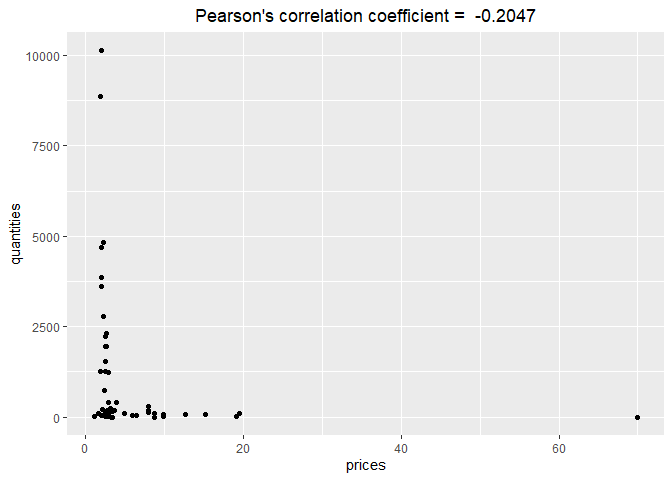 Pearson's correlation coefficient =  -0.2047
10000
7500
5000
2500
0
quantities
0 20 40 60
prices